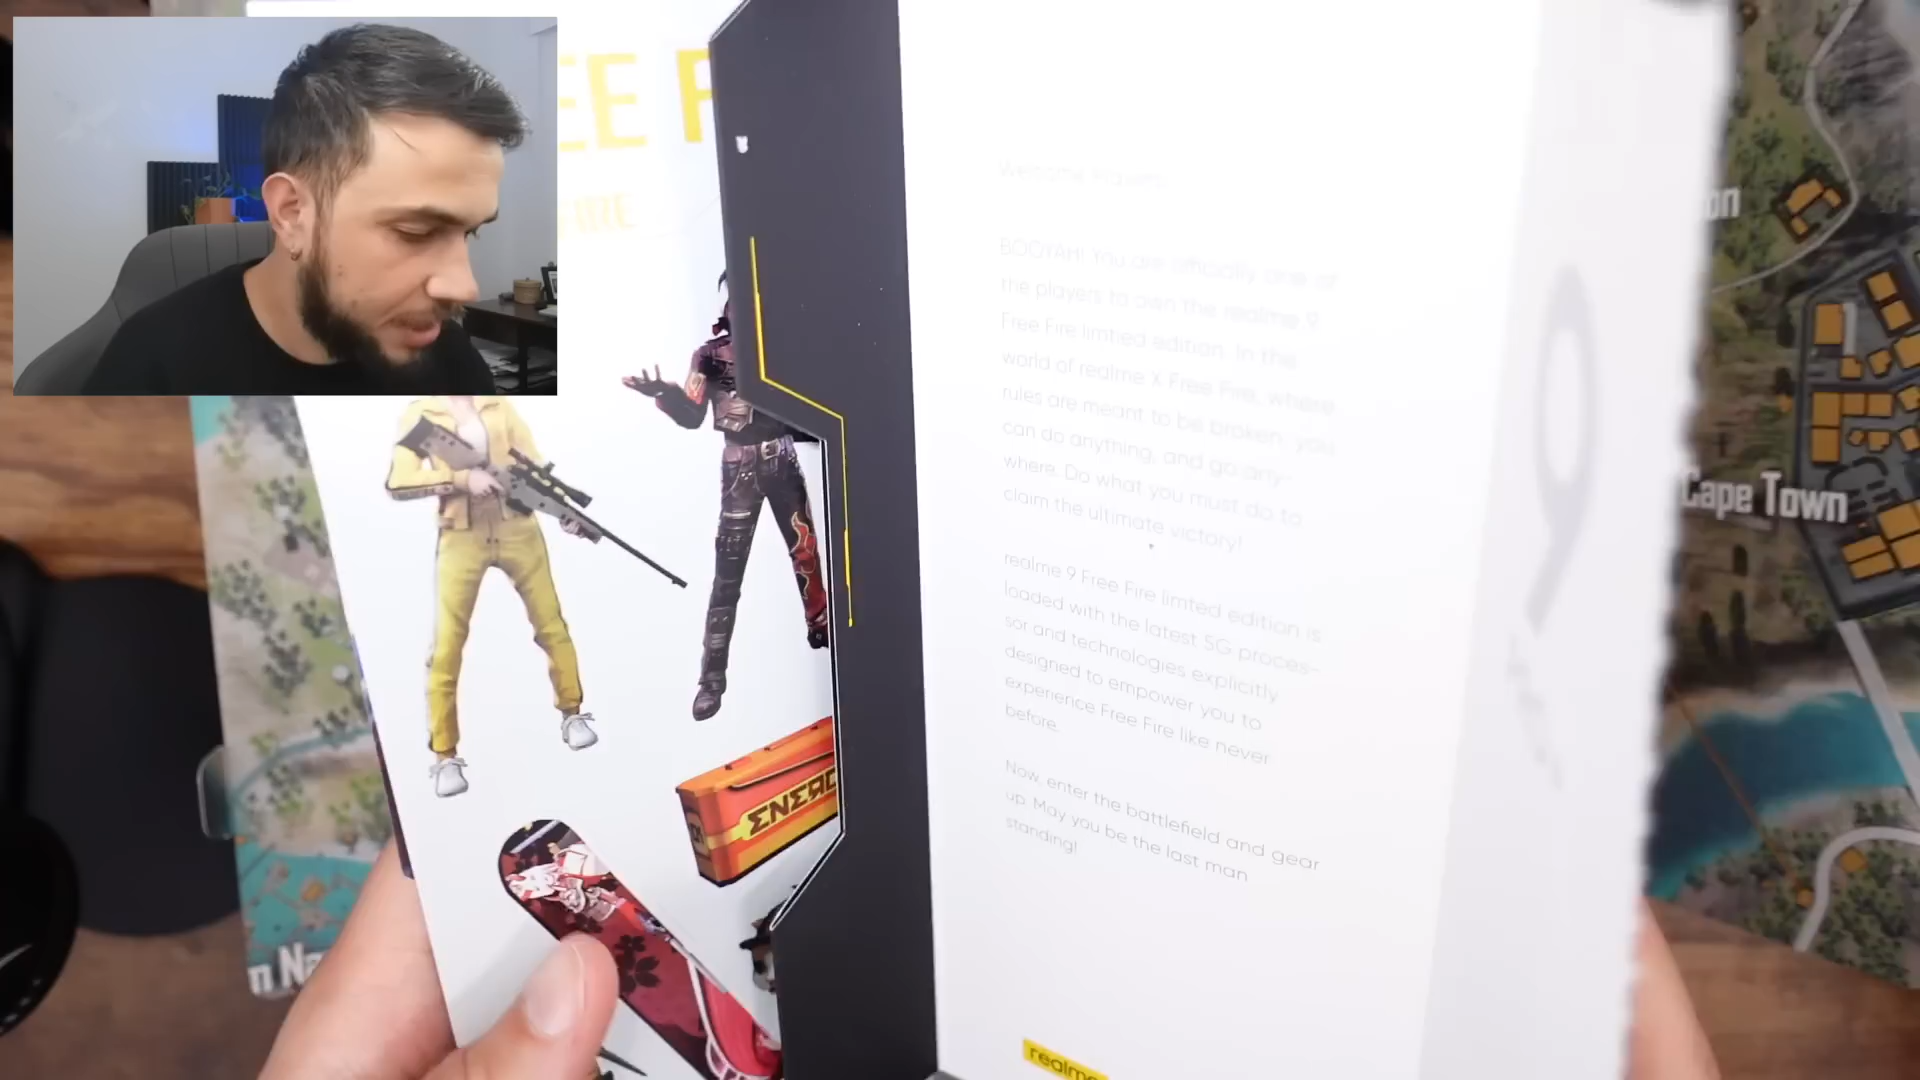 EE F
Welcome Players!
BOOYAH! You are officially one of
the players to own the realme 9
Free Fire limtied edition. In the
world of realme X Free Fire, where
rules are meant to be broken, you
can do anything, and go any-
where. Do what you must do to
claim the ultimate victory!
realme 9 Free Fire limted edition is
loaded with the latest 5G proces-
sor and technologies explicitly
designed to empower you to
experience Free Fire like never
before.
Now, enter the battlefield and gear
up. May you be the last man
standing!
realme
ENERG
on
Cape Town
n Na